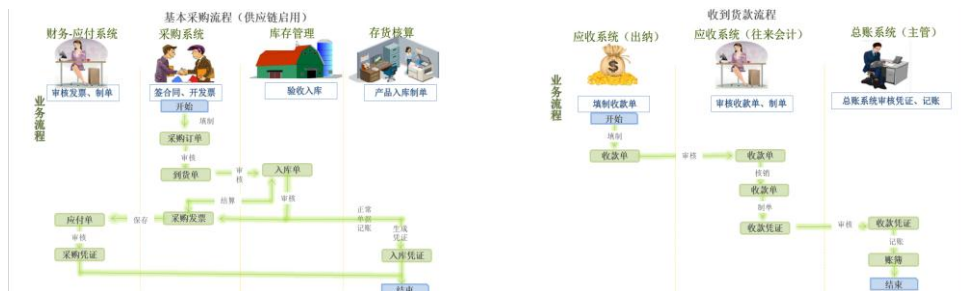 基本采购流程（供应链启用）
财务-应付系统
采购系统
库存管理
存货核算
审核发票、制单
签合同、开发票
验收入库
产品入库制单
业务流程
开始
填制
采购订单
审核
到货单
审核
入库单
结算
审核
采购发票
保存
应付单
正常单前记账
生成凭证
审核
采购凭证
入库凭证
结束
收到货款流程
应收系统（出纳）
应收系统（往来会计）
总账系统（主管）
填制收款单
审核收款单、制单
总账系统审核凭证、记账
业务流程
开始
填制
收款单
审核
收款单
核销
收款单
制单
收款凭证
审核
收款凭证
记账
账簿
结束